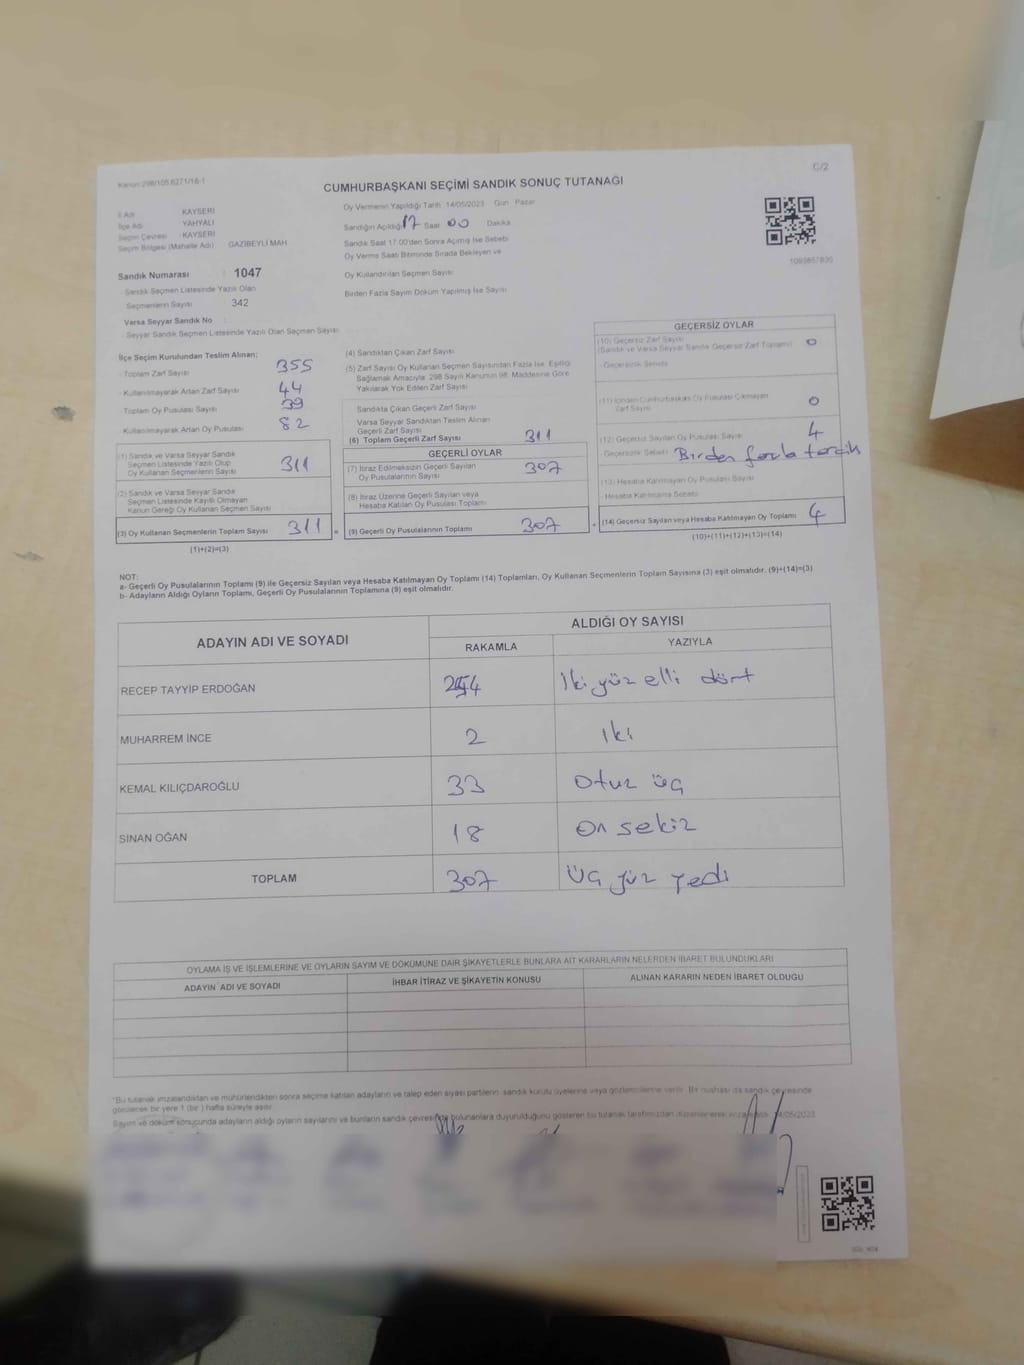 Kanun:298/105,6271/16-1
C/2
CUMHURBAŞKANI SEÇİMİ SANDIK SONUÇ TUTANAĞI
İl Adı KAYSERİ
İlçe Adı YAHYALI
Seçim Çevresi : KAYSERİ
Seçim Bölgesi (Mahalle Adı) GAZİBEYLİ MAH
Oy Vermenin Yapıldığı Tarih :14/05/2023 Gün : Pazar
Sandığın Açıldığı 17 Saat 00 Dakika
Sandık Saat 17:00'den Sonra Açılmış İse Sebebi
Oy Verme Saati Bitiminde Sırada Bekleyen ve
Oy Kullandırılan Seçmen Sayısı
Birden Fazla Sayım Döküm Yapılmış İse Sayısı
Sandık Numarası : 1047
- Sandık Seçmen Listesinde Yazılı Olan
Seçmenlerin Sayısı 342
Varsa Seyyar Sandık No :
- Seyyar Sandık Seçmen Listesinde Yazılı Olan Seçmen Sayısı
İlçe Seçim Kurulundan Teslim Alınan;
- Toplam Zarf Sayısı 355
- Kullanılmayarak Artan Zarf Sayısı 44
- Toplam Oy Pusulası Sayısı
- Kullanılmayarak Artan Oy Pusulası 82
(1) Sandık ve Varsa Seyyar Sandık
Seçmen Listesinde Yazılı Olup
Oy Kullanan Seçmenlerin Sayısı 311
(2) Sandık ve Varsa Seyyar Sandık
Seçmen Listesinde Kayıtlı Olmayan
Kanun Gereği Oy Kullanan Seçmen Sayısı
(3) Oy Kullanan Seçmenlerin Toplam Sayısı 311 =
(1)+(2)=(3)
(4) Sandıktan Çıkan Zarf Sayısı
(5) Zarf Sayısı Oy Kullanan Seçmen Sayısından Fazla İse, Eşitliği
Sağlamak Amacıyla, 298 Sayılı Kanunun 98. Maddesine Göre
Yakılarak Yok Edilen Zarf Sayısı
Sandıkta Çıkan Geçerli Zarf Sayısı
Varsa Seyyar Sandıktan Teslim Alınan
Geçerli Zarf Sayısı
(6) Toplam Geçerli Zarf Sayısı 311
GEÇERLİ OYLAR
(7) İtiraz Edilmeksizin Geçerli Sayılan
Oy Pusulalarının Sayısı 307
(8) İtiraz Üzerine Geçerli Sayılan veya
Hesaba Katılan Oy Pusulası Toplamı
(9) Geçerli Oy Pusulalarının Toplamı 307 +
GEÇERSİZ OYLAR
(10) Geçersiz Zarf Sayısı
(Sandık ve Varsa Seyyar Sandık Geçersiz Zarf Toplamı) 0
- Geçersizlik Sebebi
(11) İçinden Cumhurbaşkanı Oy Pusulası Çıkmayan
Zarf Sayısı 0
(12) Geçersiz Sayılan Oy Pusulası Sayısı 4
- Geçersizlik Sebebi Birden fazla tercih
(13) Hesaba Katılmayan Oy Pusulası Sayısı
- Hesaba Katılmama Sebebi
(14) Geçersiz Sayılan veya Hesaba Katılmayan Oy Toplamı 4
(10)+(11)+(12)+(13)=(14)
NOT:
a- Geçerli Oy Pusulalarının Toplamı (9) ile Geçersiz Sayılan veya Hesaba Katılmayan Oy Toplamı (14) Toplamları, Oy Kullanan Seçmenlerin Toplam Sayısına (3) eşit olmalıdır. (9)+(14)=(3)
b- Adayların Aldığı Oyların Toplamı, Geçerli Oy Pusulalarının Toplamına (9) eşit olmalıdır.
ADAYIN ADI VE SOYADI
ALDIĞI OY SAYISI
RAKAMLA YAZIYLA
RECEP TAYYİP ERDOĞAN 254 İki yüz elli dört
MUHARREM İNCE 2 İki
KEMAL KILIÇDAROĞLU 33 Otuz üç
SİNAN OĞAN 18 On sekiz
TOPLAM 307 Üç yüz yedi
OYLAMA İŞ VE İŞLEMLERİNE VE OYLARIN SAYIM VE DÖKÜMÜNE DAİR ŞİKAYETLERLE BUNLARA AİT KARARLARIN NELERDEN İBARET BULUNDUKLARI
ADAYIN ADI VE SOYADI
İHBAR İTİRAZ VE ŞİKAYETİN KONUSU
ALINAN KARARIN NEDEN İBARET OLDUĞU
"Bu tutanak imzalandıktan ve mühürlendikten sonra seçime katılan adayların ve talep eden siyasi partilerin, sandık kurulu üyelerine veya gözlemcilerine verilir. Bir nüshası da sandık çevresinde
görülecek bir yere 1 (bir ) hafta süreyle asılır.
Sayım ve döküm sonucunda adayların aldığı oyların sayılarını ve bunların sandık çevresinde bulunanlara duyurulduğunu gösteren bu tutanak tarafımızdan düzenlenerek 14/05/2023